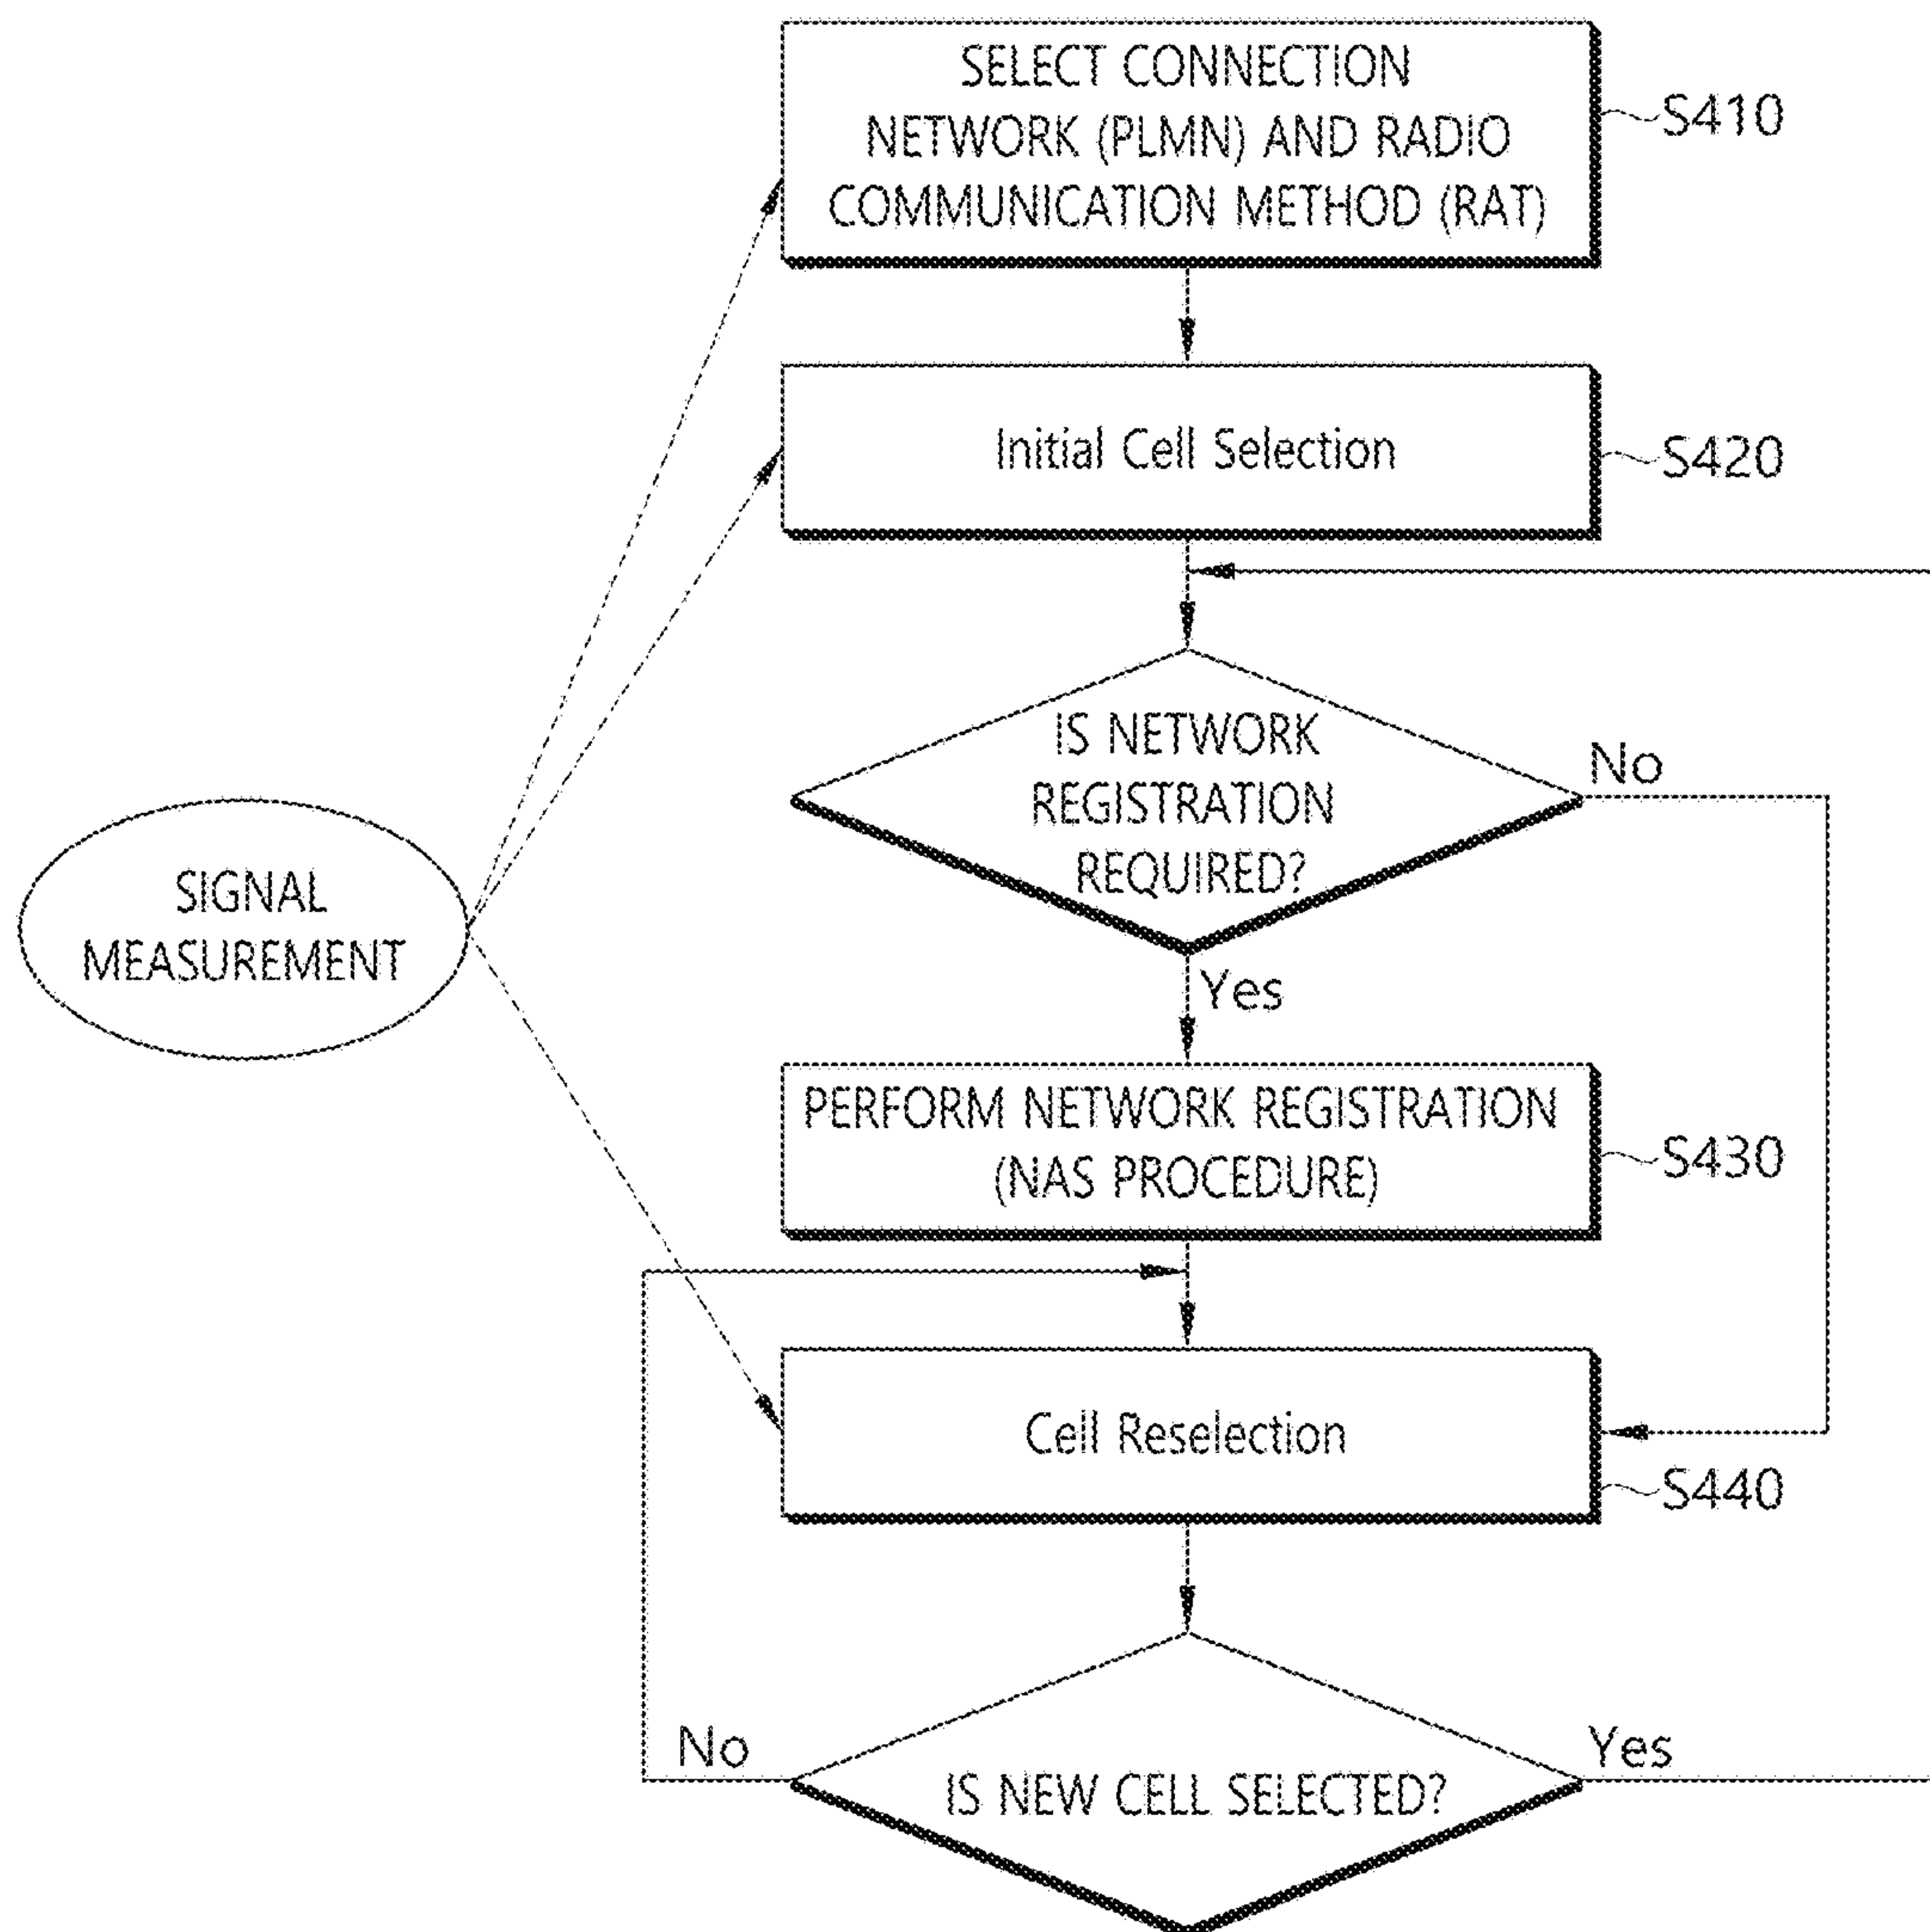 SELECT CONNECTION
NETWORK (PLMN) AND RADIO
COMMUNICATION METHOD (RAT)
S410
Initial Cell Selection
S420
IS NETWORK
REGISTRATION
REQUIRED?
No
Yes
SIGNAL
MEASUREMENT
PERFORM NETWORK REGISTRATION
(NAS PROCEDURE)
S430
Cell Reselection
S440
No
IS NEW CELL SELECTED?
Yes